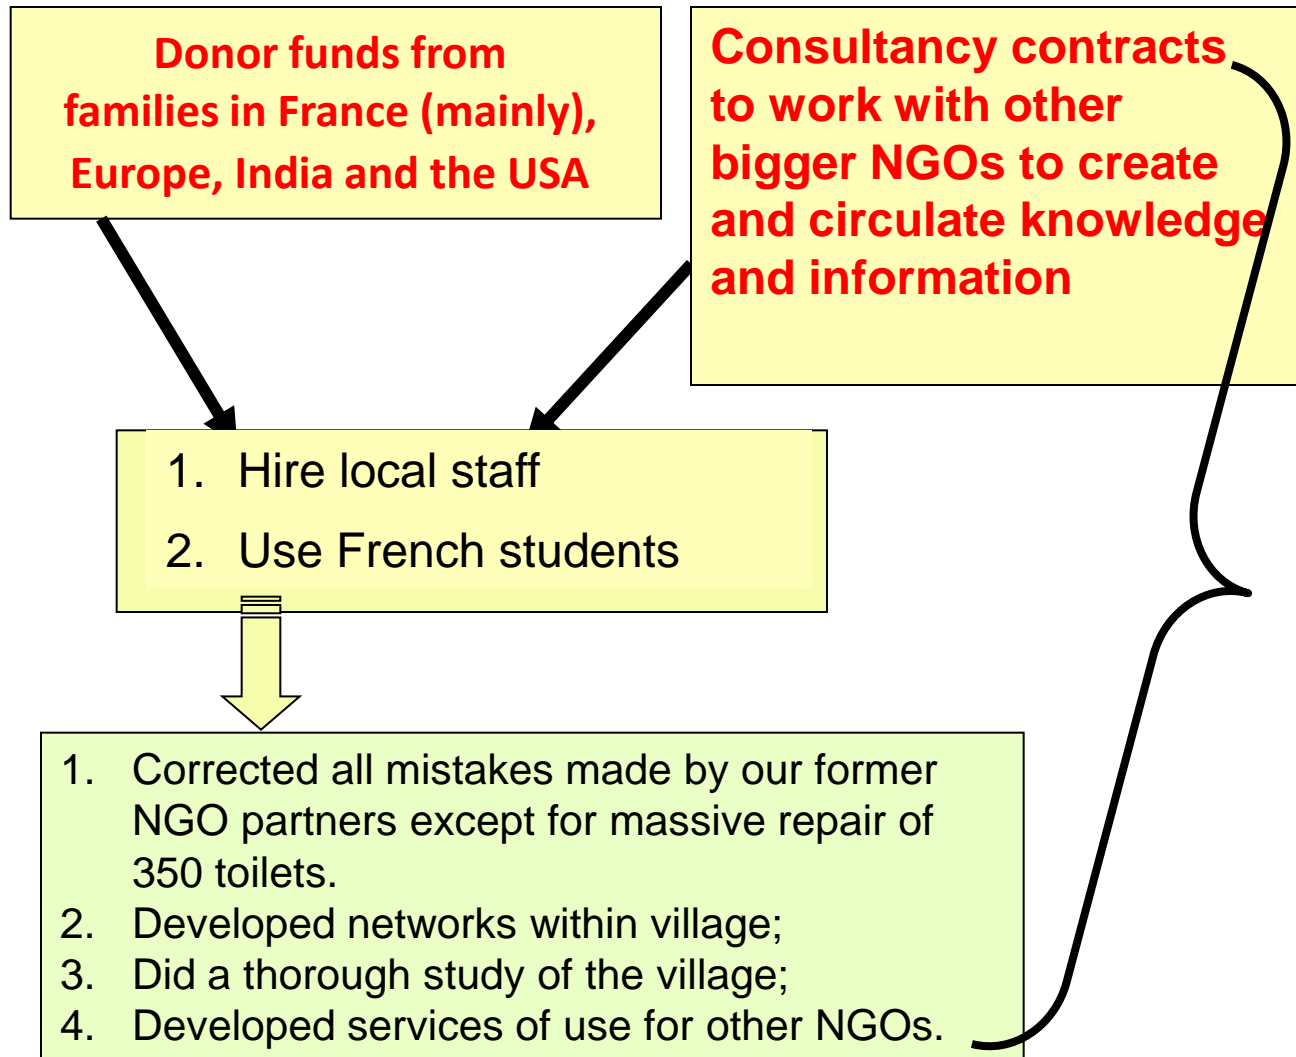 Donor funds from
families in France (mainly),
Europe, India and the USA
Consultancy contracts
to work with other
bigger NGOs to create
and circulate knowledge
and information
1. Hire local staff
2. Use French students
1. Corrected all mistakes made by our former
NGO partners except for massive repair of
350 toilets.
2. Developed networks within village;
3. Did a thorough study of the village;
4. Developed services of use for other NGOs.